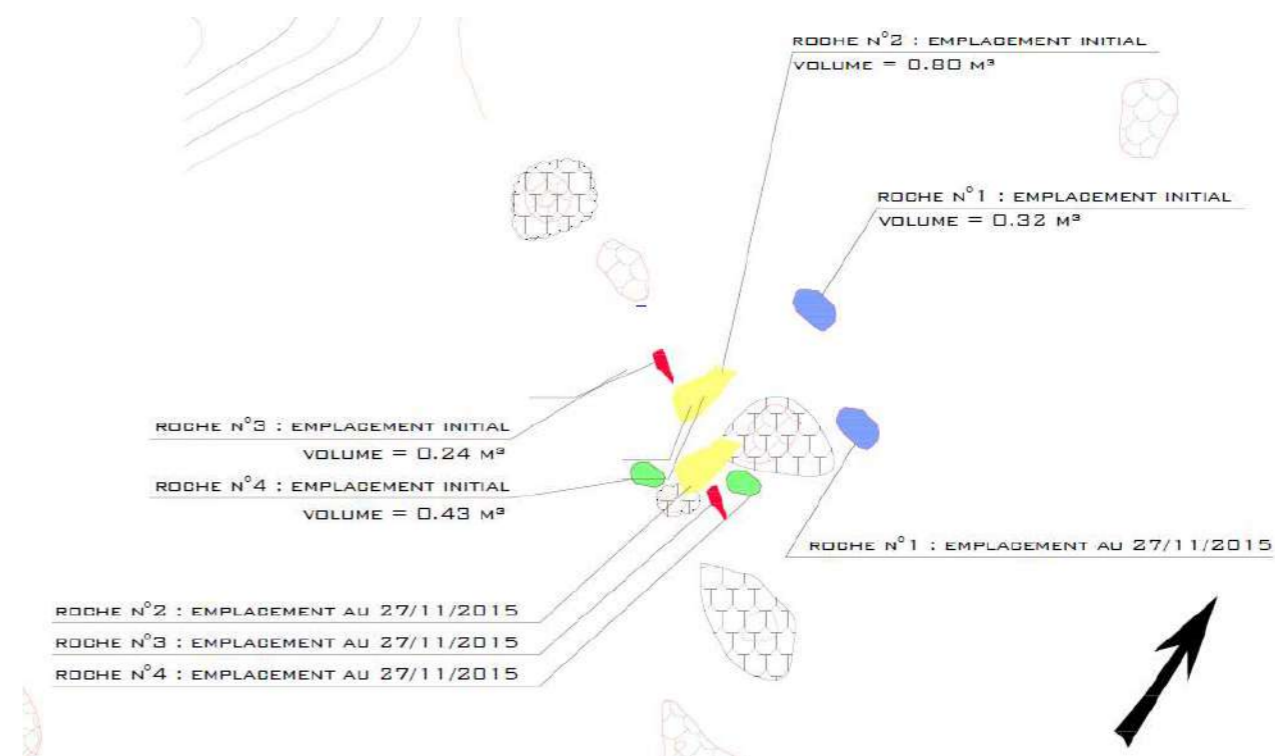 ROCHE N°2 : EMPLACEMENT INITIAL
VOLUME = 0.80 M³
ROCHE N°1 : EMPLACEMENT INITIAL
VOLUME = 0.32 M³
ROCHE N°3 : EMPLACEMENT INITIAL
VOLUME = 0.24 M³
ROCHE N°4 : EMPLACEMENT INITIAL
VOLUME = 0.43 M³
ROCHE N°1 : EMPLACEMENT AU 27/11/2015
ROCHE N°2 : EMPLACEMENT AU 27/11/2015
ROCHE N°3 : EMPLACEMENT AU 27/11/2015
ROCHE N°4 : EMPLACEMENT AU 27/11/2015